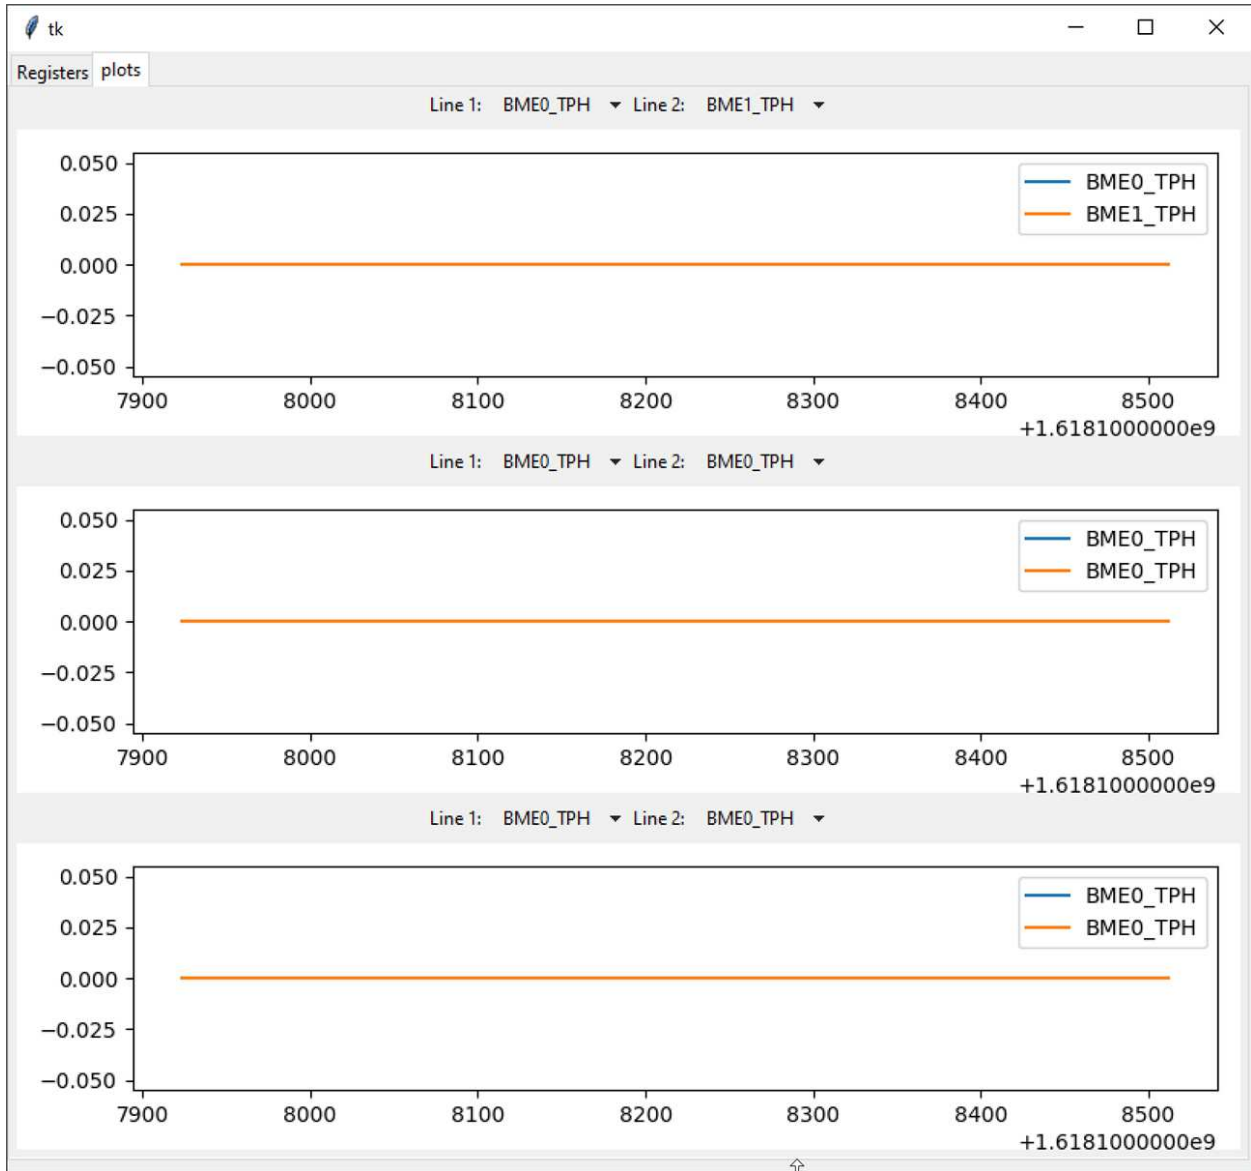 tk
Registers plots
Line 1: BME0_TPH Line 2: BME1_TPH
0.050
0.025
0.000
−0.025
−0.050
BME0_TPH
BME1_TPH
7900 8000 8100 8200 8300 8400 8500
+1.6181000000e9
Line 1: BME0_TPH Line 2: BME0_TPH
0.050
0.025
0.000
−0.025
−0.050
BME0_TPH
BME0_TPH
7900 8000 8100 8200 8300 8400 8500
+1.6181000000e9
Line 1: BME0_TPH Line 2: BME0_TPH
0.050
0.025
0.000
−0.025
−0.050
BME0_TPH
BME0_TPH
7900 8000 8100 8200 8300 8400 8500
+1.6181000000e9